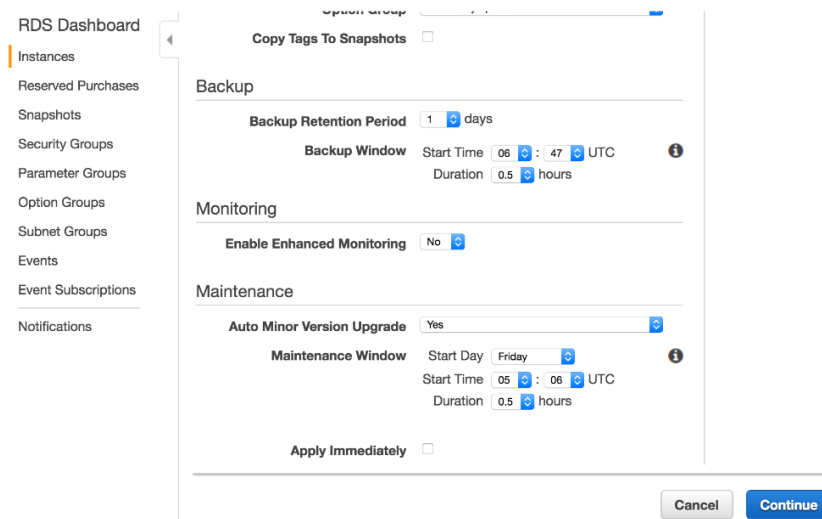 RDS Dashboard
Instances
Reserved Purchases
Snapshots
Security Groups
Parameter Groups
Option Groups
Subnet Groups
Events
Event Subscriptions
Notifications
Option Group
Copy Tags To Snapshots
Backup
Backup Retention Period 1 days
Backup Window Start Time 06 : 47 UTC
Duration 0.5 hours
Monitoring
Enable Enhanced Monitoring No
Maintenance
Auto Minor Version Upgrade Yes
Maintenance Window Start Day Friday
Start Time 05 : 06 UTC
Duration 0.5 hours
Apply Immediately
Cancel Continue